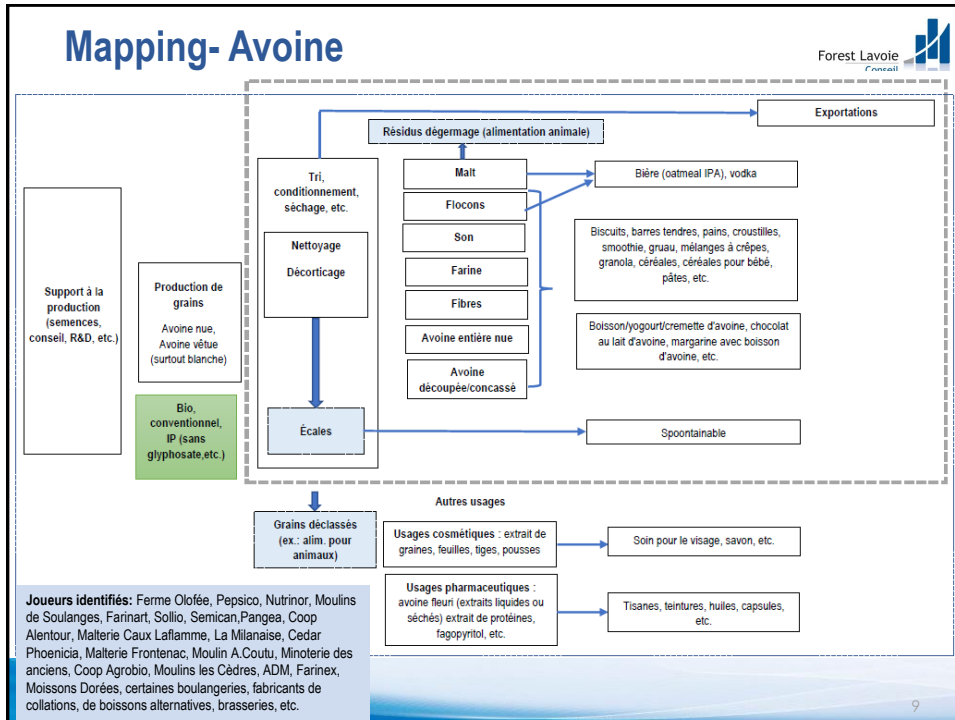 Mapping- Avoine
Forest Lavoie
Conseil
Exportations
Résidus dégermage (alimentation animale)
Tri,
conditionnement,
séchage, etc.
Nettoyage
Décorticage
Écales
Malt
Flocons
Son
Farine
Fibres
Avoine entière nue
Avoine
découpée/concassé
Bière (oatmeal IPA), vodka
Biscuits, barres tendres, pains, croustilles,
smoothie, gruau, mélanges à crêpes,
granola, céréales, céréales pour bébé,
pâtes, etc.
Boisson/yogourt/cremette d'avoine, chocolat
au lait d'avoine, margarine avec boisson
d'avoine, etc.
Spoontainable
Support à la
production
(semences,
conseil, R&D, etc.)
Production de
grains
Avoine nue,
Avoine vêtue
(surtout blanche)
Bio,
conventionnel,
IP (sans
glyphosate,etc.)
Autres usages
Grains déclassés
(ex.: alim. pour
animaux)
Usages cosmétiques : extrait de
graines, feuilles, tiges, pousses
Soin pour le visage, savon, etc.
Usages pharmaceutiques :
avoine fleuri (extraits liquides ou
séchés) extrait de protéines,
fagopyritol, etc.
Tisanes, teintures, huiles, capsules,
etc.
Joueurs identifiés: Ferme Olofée, Pepsico, Nutrinor, Moulins
de Soulanges, Farinart, Sollio, Semican,Pangea, Coop
Alentour, Malterie Caux Laflamme, La Milanaise, Cedar
Phoenicia, Malterie Frontenac, Moulin A.Coutu, Minoterie des
anciens, Coop Agrobio, Moulins les Cèdres, ADM, Farinex,
Moissons Dorées, certaines boulangeries, fabricants de
collations, de boissons alternatives, brasseries, etc.
9